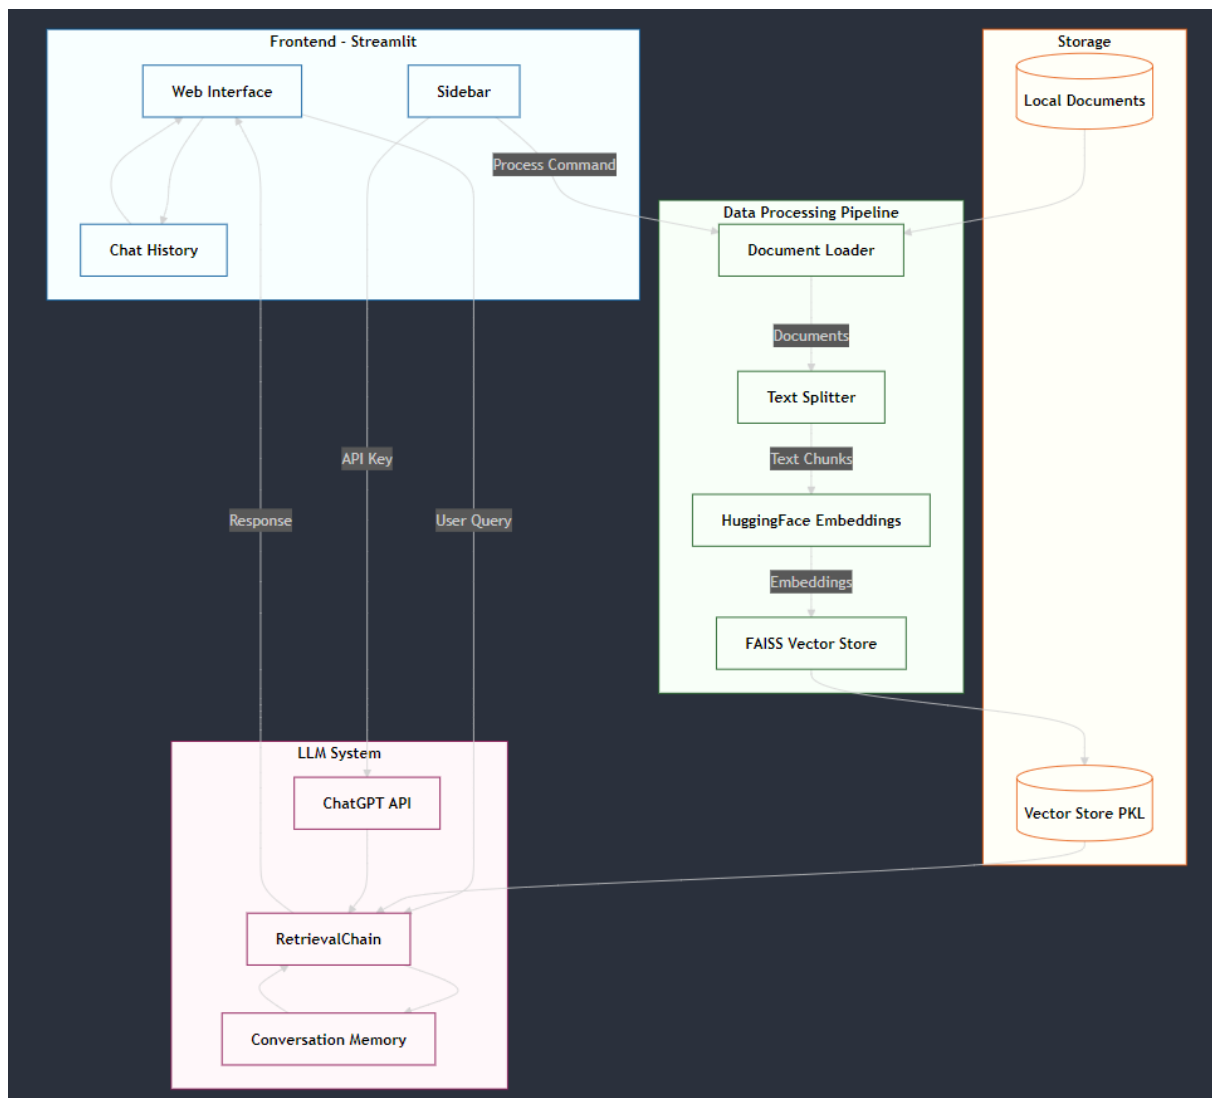 Frontend - Streamlit
Web Interface
Sidebar
Process Command
Chat History
Storage
Local Documents
Data Processing Pipeline
Document Loader
Documents
Text Splitter
Text Chunks
HuggingFace Embeddings
Embeddings
FAISS Vector Store
API Key
Response
User Query
LLM System
ChatGPT API
Vector Store PKL
RetrievalChain
Conversation Memory